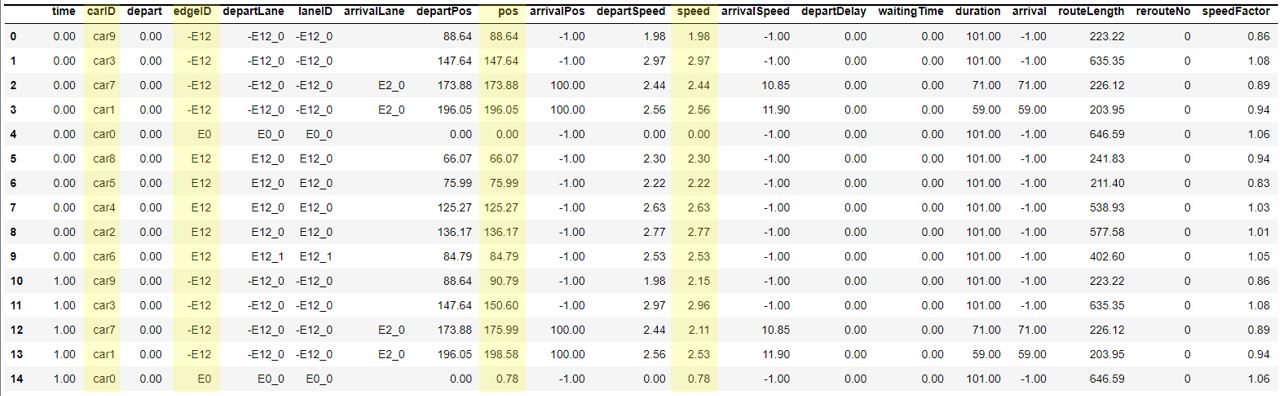 time carID depart edgeID departLane laneID arrivalLane departPos pos arrivalPos departSpeed speed arrivalSpeed departDelay waitingTime duration arrival routeLength rerouteNo speedFactor
0 0.00 car9 0.00 -E12 -E12_0 -E12_0 88.64 88.64 -1.00 1.98 1.98 -1.00 0.00 0.00 101.00 -1.00 223.22 0 0.86
1 0.00 car3 0.00 -E12 -E12_0 -E12_0 147.64 147.64 -1.00 2.97 2.97 -1.00 0.00 0.00 101.00 -1.00 635.35 0 1.08
2 0.00 car7 0.00 -E12 -E12_0 -E12_0 E2_0 173.88 173.88 100.00 2.44 2.44 10.85 0.00 0.00 71.00 71.00 226.12 0 0.89
3 0.00 car1 0.00 -E12 -E12_0 -E12_0 E2_0 196.05 196.05 100.00 2.56 2.56 11.90 0.00 0.00 59.00 59.00 203.95 0 0.94
4 0.00 car0 0.00 E0 E0_0 E0_0 0.00 0.00 -1.00 0.00 0.00 -1.00 0.00 0.00 101.00 -1.00 646.59 0 1.06
5 0.00 car8 0.00 E12 E12_0 E12_0 66.07 66.07 -1.00 2.30 2.30 -1.00 0.00 0.00 101.00 -1.00 241.83 0 0.94
6 0.00 car5 0.00 E12 E12_0 E12_0 75.99 75.99 -1.00 2.22 2.22 -1.00 0.00 0.00 101.00 -1.00 211.40 0 0.83
7 0.00 car4 0.00 E12 E12_0 E12_0 125.27 125.27 -1.00 2.63 2.63 -1.00 0.00 0.00 101.00 -1.00 538.93 0 1.03
8 0.00 car2 0.00 E12 E12_0 E12_0 136.17 136.17 -1.00 2.77 2.77 -1.00 0.00 0.00 101.00 -1.00 577.58 0 1.01
9 0.00 car6 0.00 E12 E12_1 E12_1 84.79 84.79 -1.00 2.53 2.53 -1.00 0.00 0.00 101.00 -1.00 402.60 0 1.05
10 1.00 car9 0.00 -E12 -E12_0 -E12_0 88.64 90.79 -1.00 1.98 2.15 -1.00 0.00 0.00 101.00 -1.00 223.22 0 0.86
11 1.00 car3 0.00 -E12 -E12_0 -E12_0 147.64 150.60 -1.00 2.97 2.96 -1.00 0.00 0.00 101.00 -1.00 635.35 0 1.08
12 1.00 car7 0.00 -E12 -E12_0 -E12_0 E2_0 173.88 175.99 100.00 2.44 2.11 10.85 0.00 0.00 71.00 71.00 226.12 0 0.89
13 1.00 car1 0.00 -E12 -E12_0 -E12_0 E2_0 196.05 198.58 100.00 2.56 2.53 11.90 0.00 0.00 59.00 59.00 203.95 0 0.94
14 1.00 car0 0.00 E0 E0_0 E0_0 0.00 0.78 -1.00 0.00 0.78 -1.00 0.00 0.00 101.00 -1.00 646.59 0 1.06